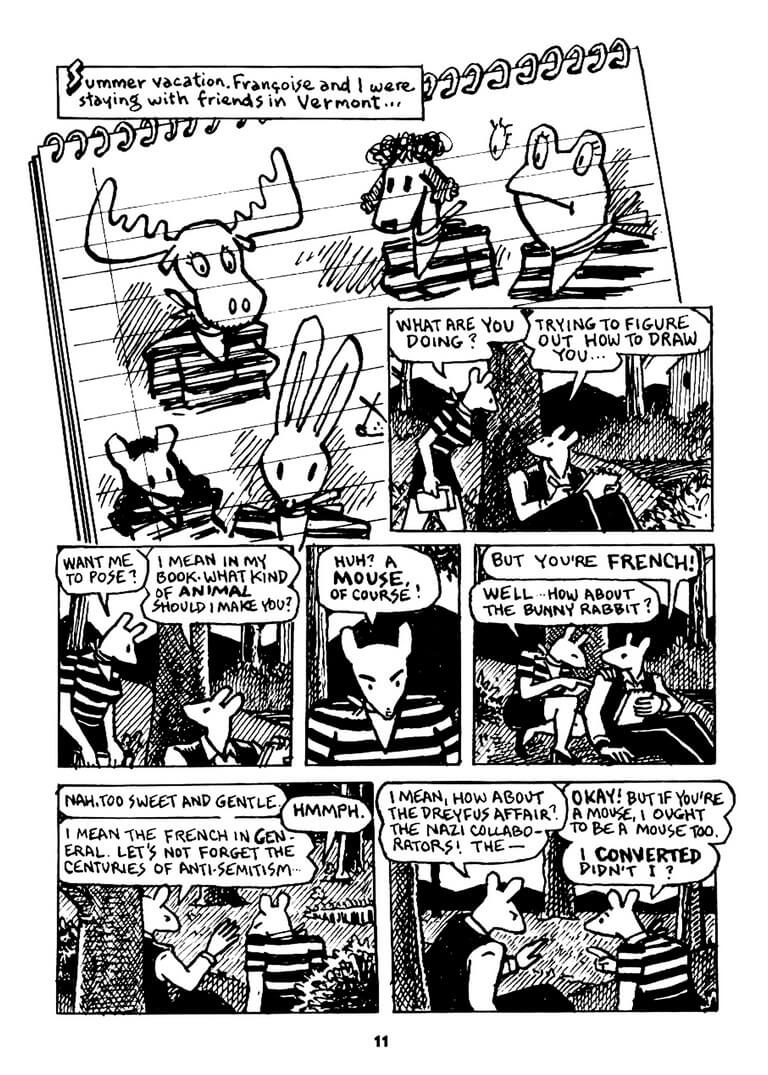 Summer vacation. Françoise and I were
staying with friends in Vermont...
WHAT ARE YOU
DOING?
TRYING TO FIGURE
OUT HOW TO DRAW
YOU...
WANT ME
TO POSE?
I MEAN IN MY
BOOK. WHAT KIND
OF ANIMAL
SHOULD I MAKE YOU?
HUH? A
MOUSE,
OF COURSE!
BUT YOU'RE FRENCH!
WELL...HOW ABOUT
THE BUNNY RABBIT?
NAH. TOO SWEET AND GENTLE.
HMMPH.
I MEAN THE FRENCH IN GEN-
ERAL. LET'S NOT FORGET THE
CENTURIES OF ANTI-SEMITISM...
I MEAN, HOW ABOUT
THE DREYFUS AFFAIR?
THE NAZI COLLABO-
RATORS! THE—
OKAY! BUT IF YOU'RE
A MOUSE, I OUGHT
TO BE A MOUSE TOO.
I CONVERTED
DIDN'T I?
11